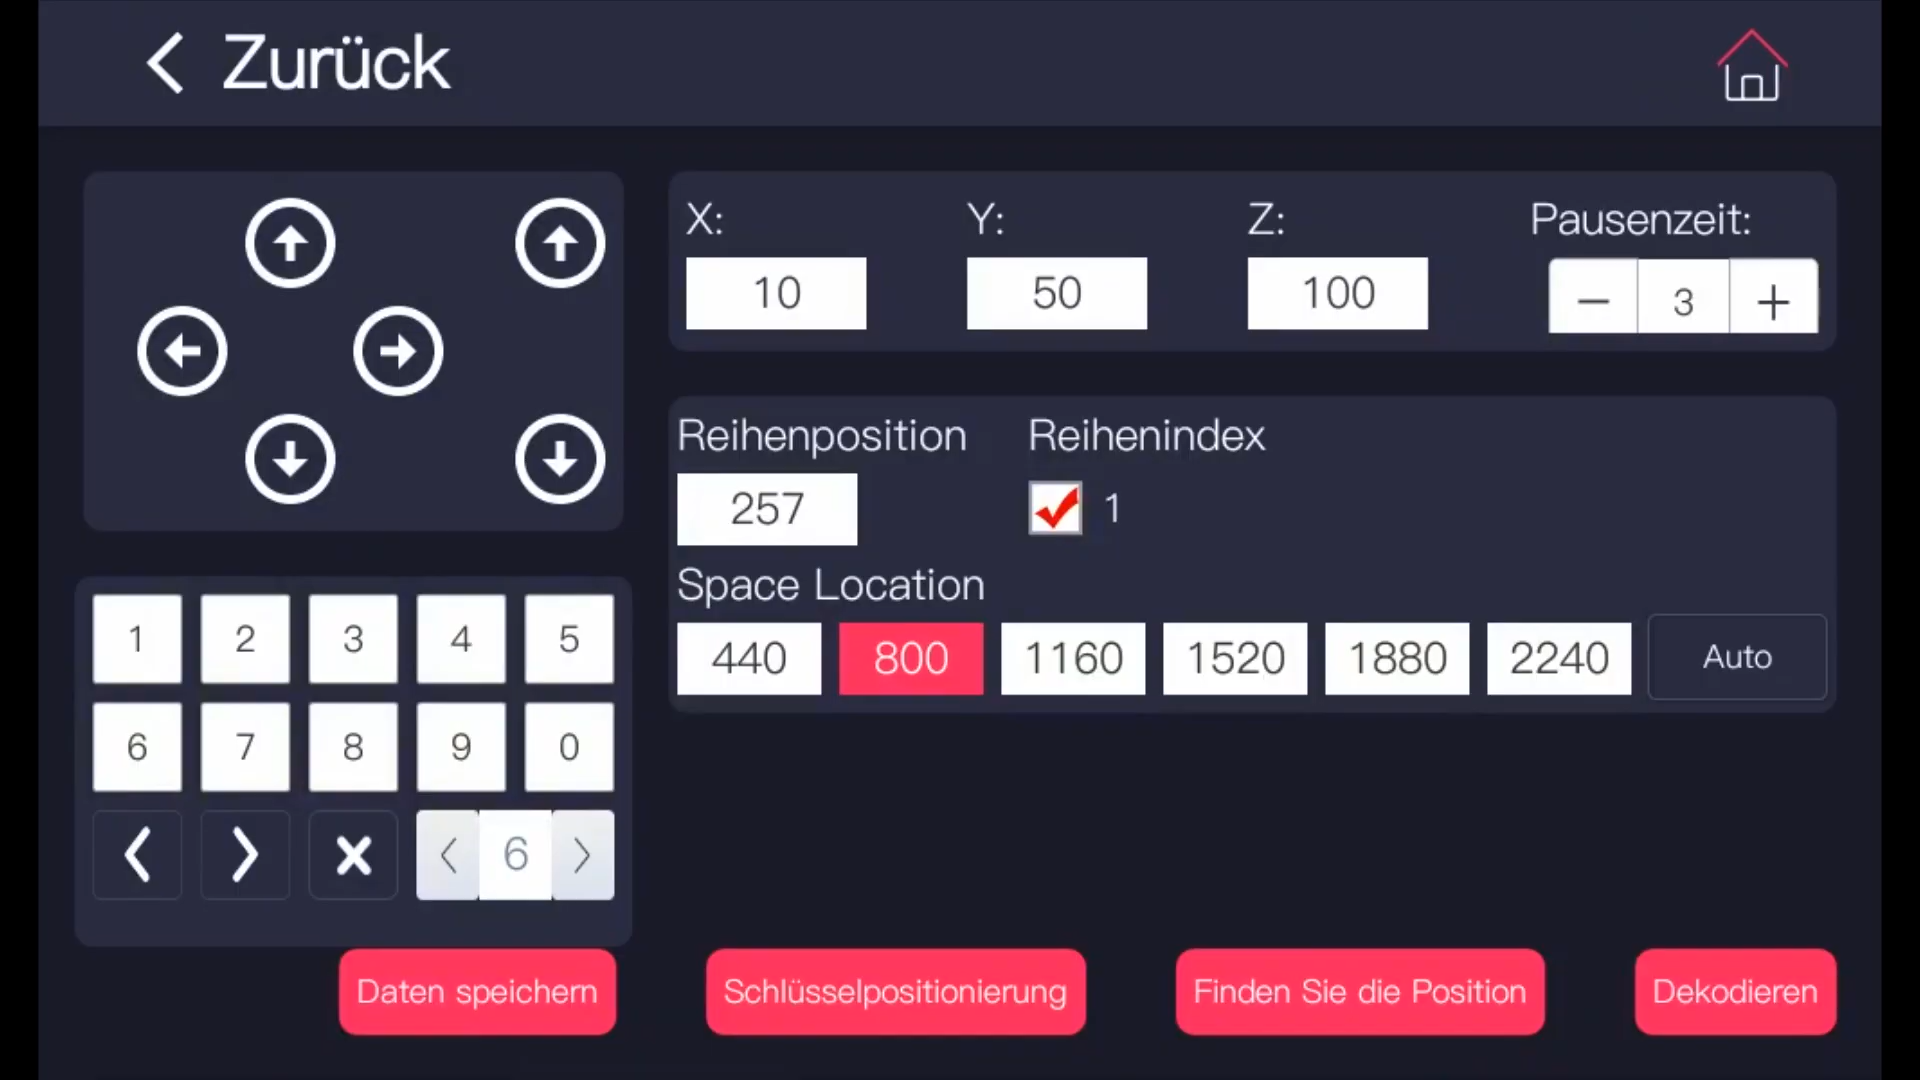 Zurück
X: Y: Z: Pausenzeit:
10 50 100 − 3 +
Reihenposition Reihenindex
257 1
Space Location
440 800 1160 1520 1880 2240 Auto
1 2 3 4 5
6 7 8 9 0
6
Daten speichern Schlüsselpositionierung Finden Sie die Position Dekodieren